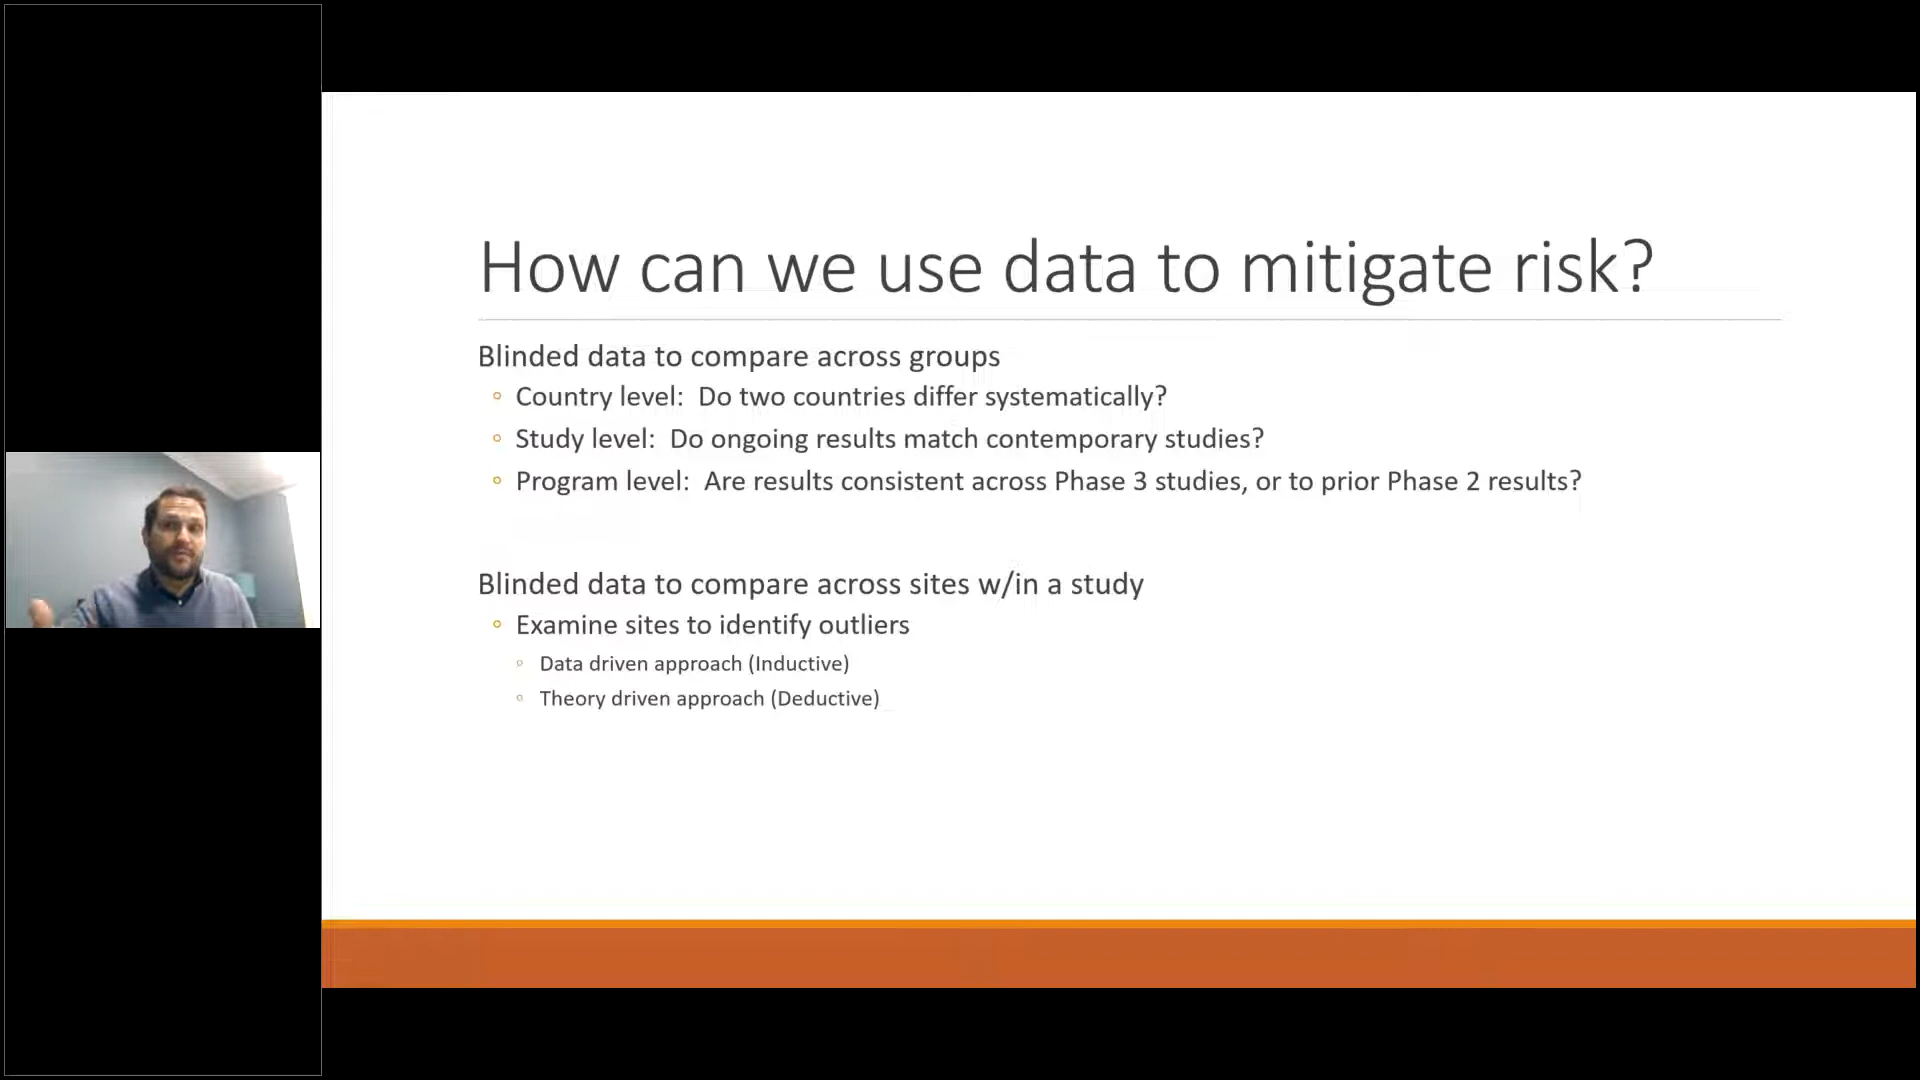 How can we use data to mitigate risk?
Blinded data to compare across groups
Country level:  Do two countries differ systematically?
Study level:  Do ongoing results match contemporary studies?
Program level:  Are results consistent across Phase 3 studies, or to prior Phase 2 results?
Blinded data to compare across sites w/in a study
Examine sites to identify outliers
Data driven approach (Inductive)
Theory driven approach (Deductive)